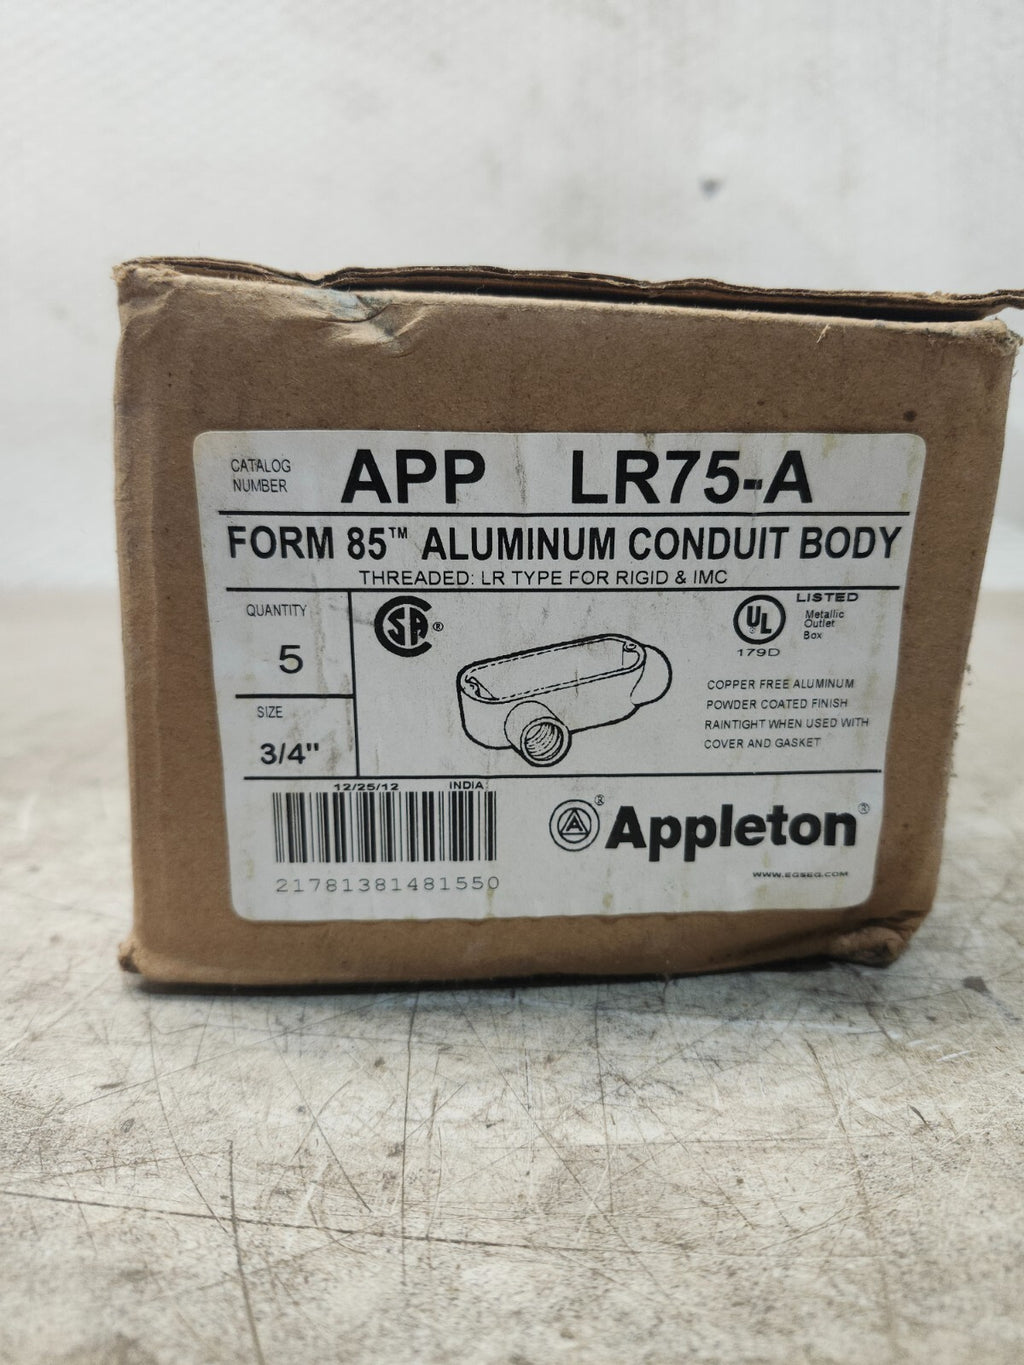 CATALOG NUMBER APP LR75-A
FORM 85™ ALUMINUM CONDUIT BODY
THREADED: LR TYPE FOR RIGID & IMC
QUANTITY
5
SIZE
3/4"
SA®
UL
®
179D
LISTED
Metallic
Outlet
Box
COPPER FREE ALUMINUM
POWDER COATED FINISH
RAINTIGHT WHEN USED WITH
COVER AND GASKET
12/25/12 INDIA
21781381481550
A® Appleton®
WWW.EGSEG.COM